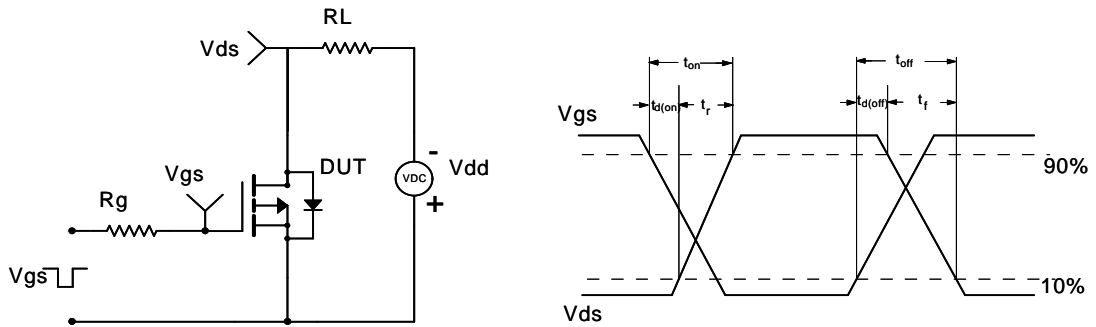 RL
Vds
Vgs
DUT
VDC
-
+
Vdd
Rg
Vgs
ton
toff
td(on)
tr
td(off)
tf
Vgs
90%
10%
Vds